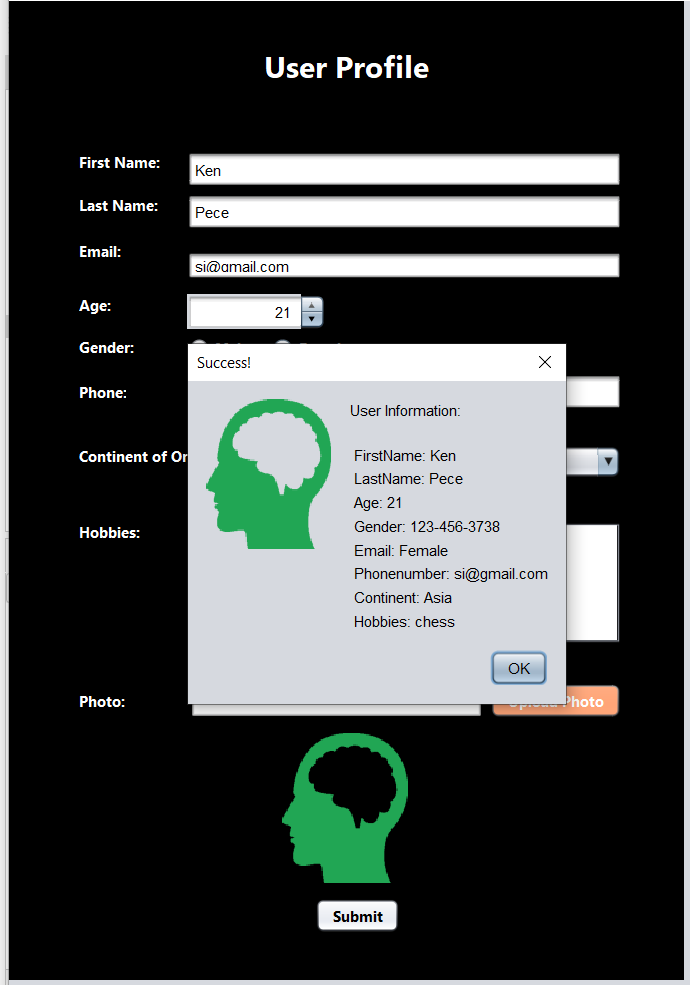 User Profile
First Name:
Ken
Last Name:
Pece
Email:
si@gmail.com
Age:
21
Gender:
Success!
Phone:
Continent of Or
Hobbies:
User Information:
FirstName: Ken
LastName: Pece
Age: 21
Gender: 123-456-3738
Email: Female
Phonenumber: si@gmail.com
Continent: Asia
Hobbies: chess
OK
Photo:
Upload Photo
Submit